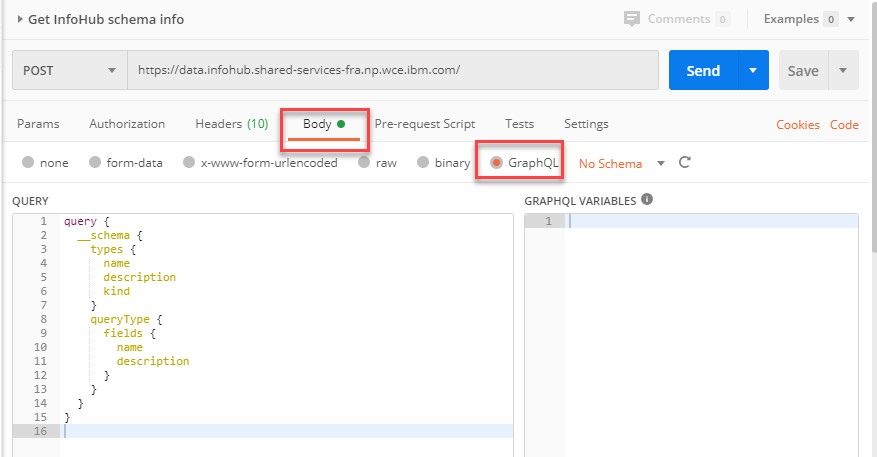 Get InfoHub schema info Comments 0 Examples 0
POST https://data.infohub.shared-services-fra.np.wce.ibm.com/ Send Save
Params Authorization Headers (10) Body Pre-request Script Tests Settings Cookies Code
none form-data x-www-form-urlencoded raw binary GraphQL No Schema
QUERY GRAPHQL VARIABLES
1 query { 1
2 __schema {
3 types {
4 name
5 description
6 kind
7 }
8 queryType {
9 fields {
10 name
11 description
12 }
13 }
14 }
15 }
16